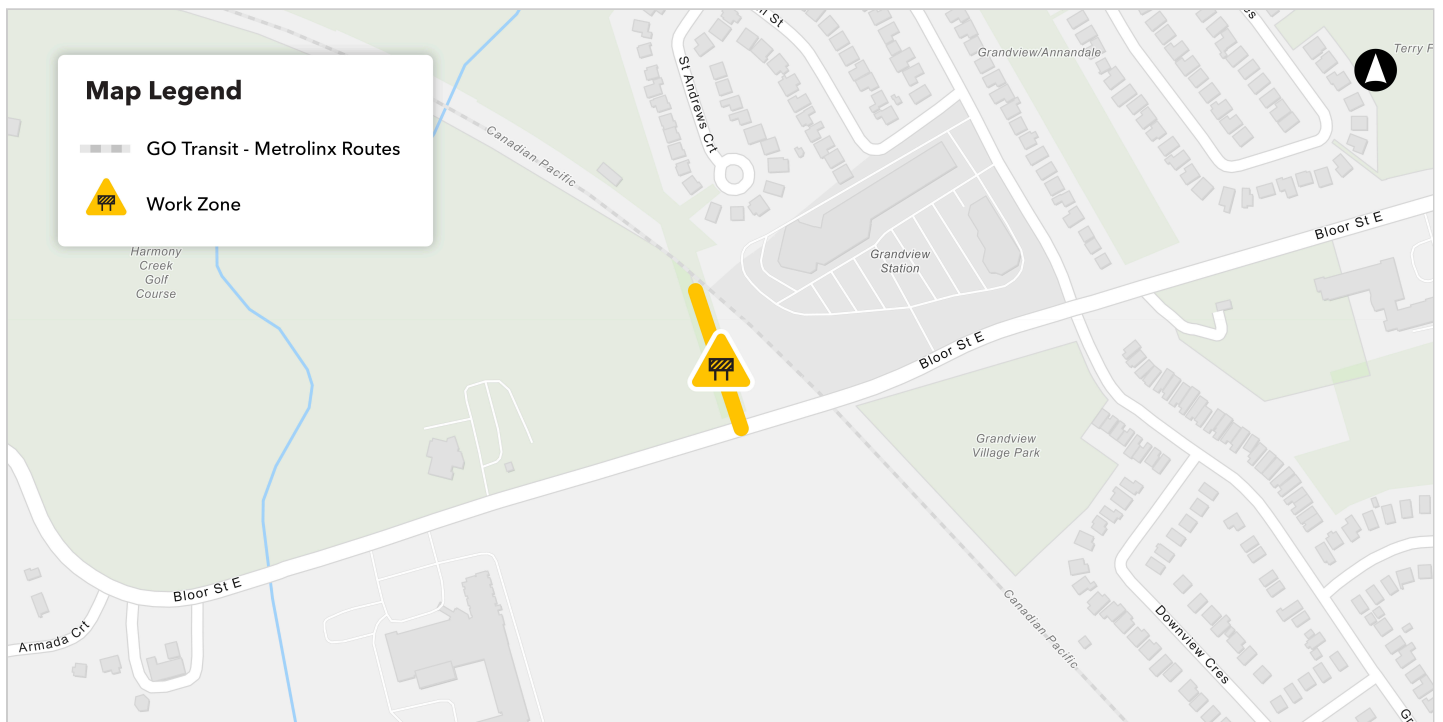 Map Legend
GO Transit - Metrolinx Routes
Work Zone
St
Grandview/Annandale
Terry F
St Andrews Crt
Canadian Pacific
Bloor St E
Harmony
Creek
Golf
Course
Grandview
Station
Bloor St E
Grandview
Village Park
Bloor St E
Armada Crt
Canadian Pacific
Downview Cres